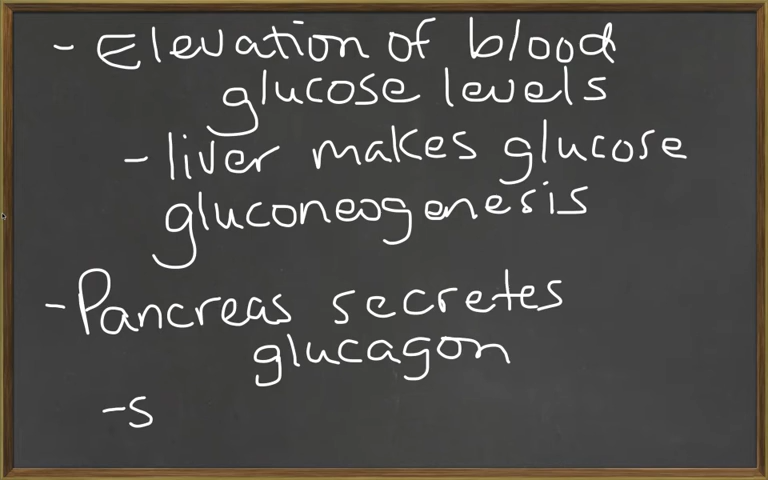 - Elevation of blood
glucose levels
- liver makes glucose
gluconeogenesis
- Pancreas secretes
glucagon
- s